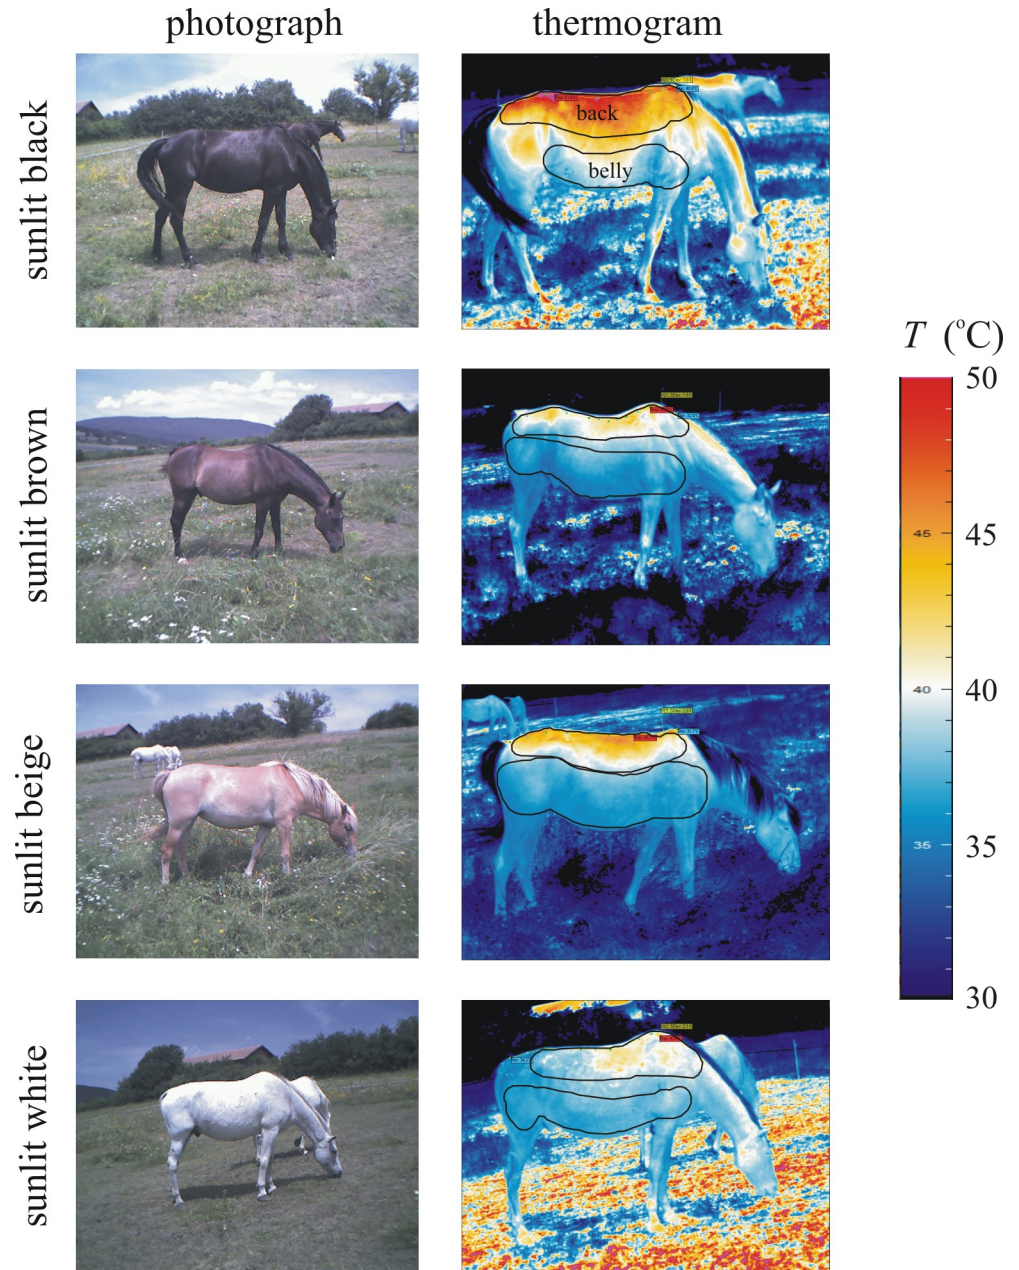 photograph
thermogram
sunlit black
back
belly
sunlit brown
sunlit beige
sunlit white
T (°C)
50
45
45
40
40
35
35
30